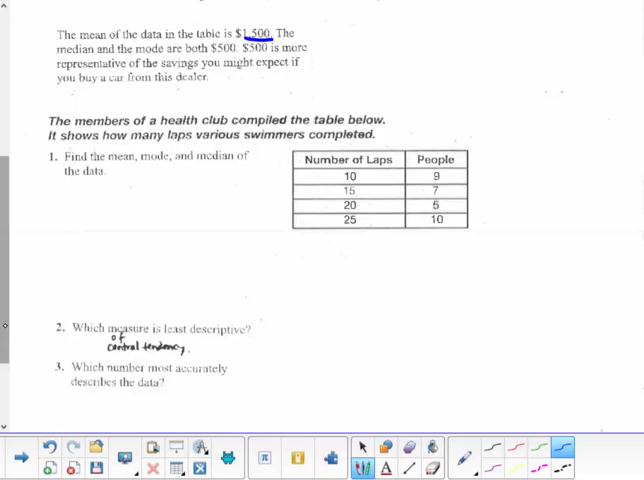 The mean of the data in the table is $1,500. The
median and the mode are both $500. $500 is more
representative of the savings you might expect if
you buy a car from this dealer.
The members of a health club compiled the table below.
It shows how many laps various swimmers completed.
1. Find the mean, mode, and median of
the data.
Number of Laps People
10 9
15 7
20 5
25 10
2. Which measure is least descriptive?
of
central tendency.
3. Which number most accurately
describes the data?
π
A